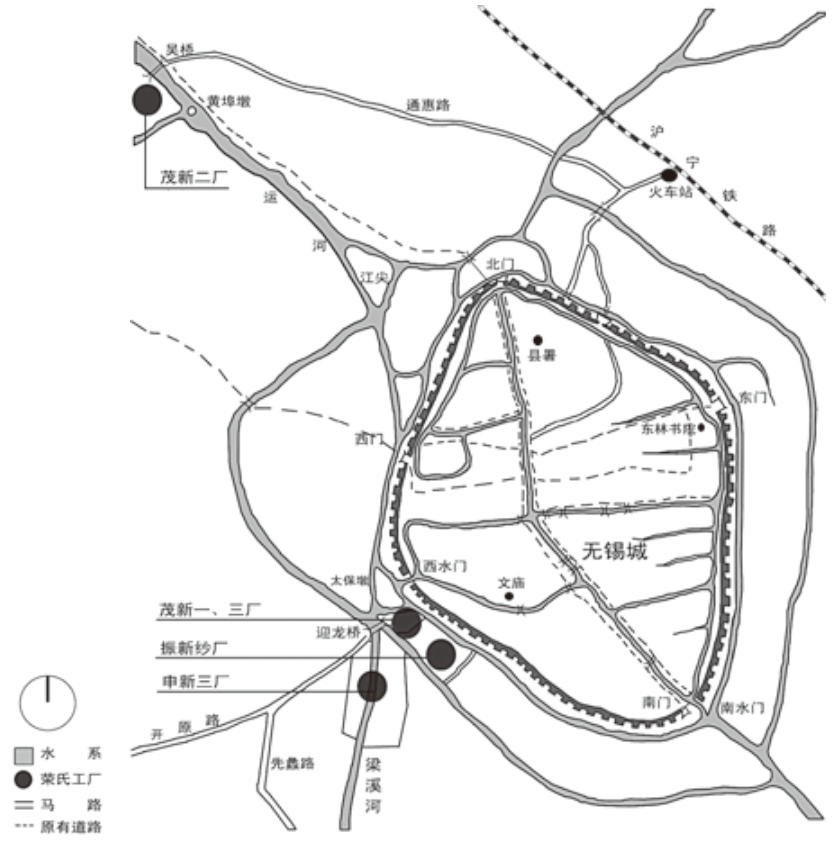 吴桥
黄埠墩
通惠路
沪宁铁路
火车站
茂新二厂
运河
江尖
北门
县署
东门
东林书院
西门
无锡城
西水门
文庙
太保墩
茂新一、三厂
迎龙桥
振新纱厂
申新三厂
南门
南水门
开原路
先蠡路
梁溪河
水系
荣氏工厂
马路
原有道路